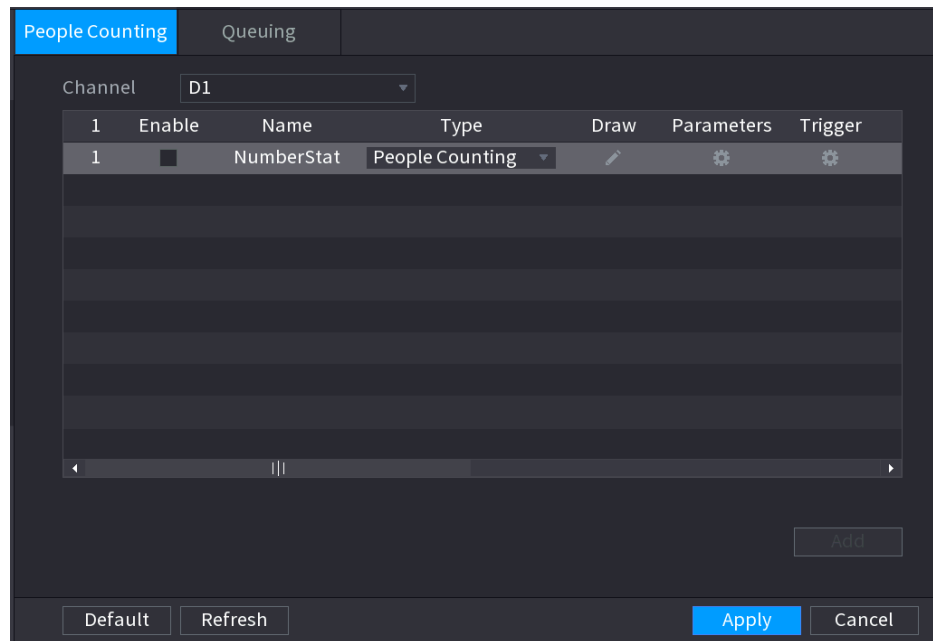 People Counting Queuing
Channel D1
1 Enable Name Type Draw Parameters Trigger
1 NumberStat People Counting
Add
Default Refresh Apply Cancel